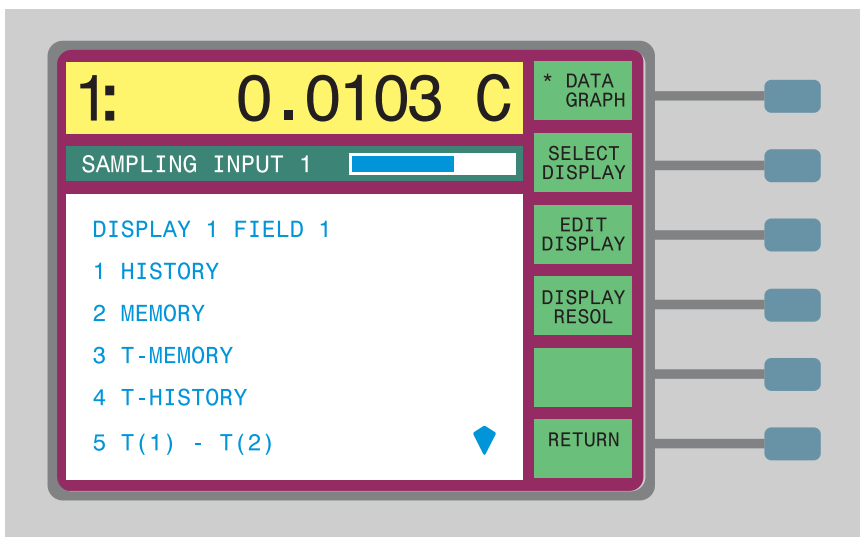 1: 0.0103 C
SAMPLING INPUT 1
DISPLAY 1 FIELD 1
1 HISTORY
2 MEMORY
3 T-MEMORY
4 T-HISTORY
5 T(1) - T(2)
* DATA
GRAPH
SELECT
DISPLAY
EDIT
DISPLAY
DISPLAY
RESOL
RETURN